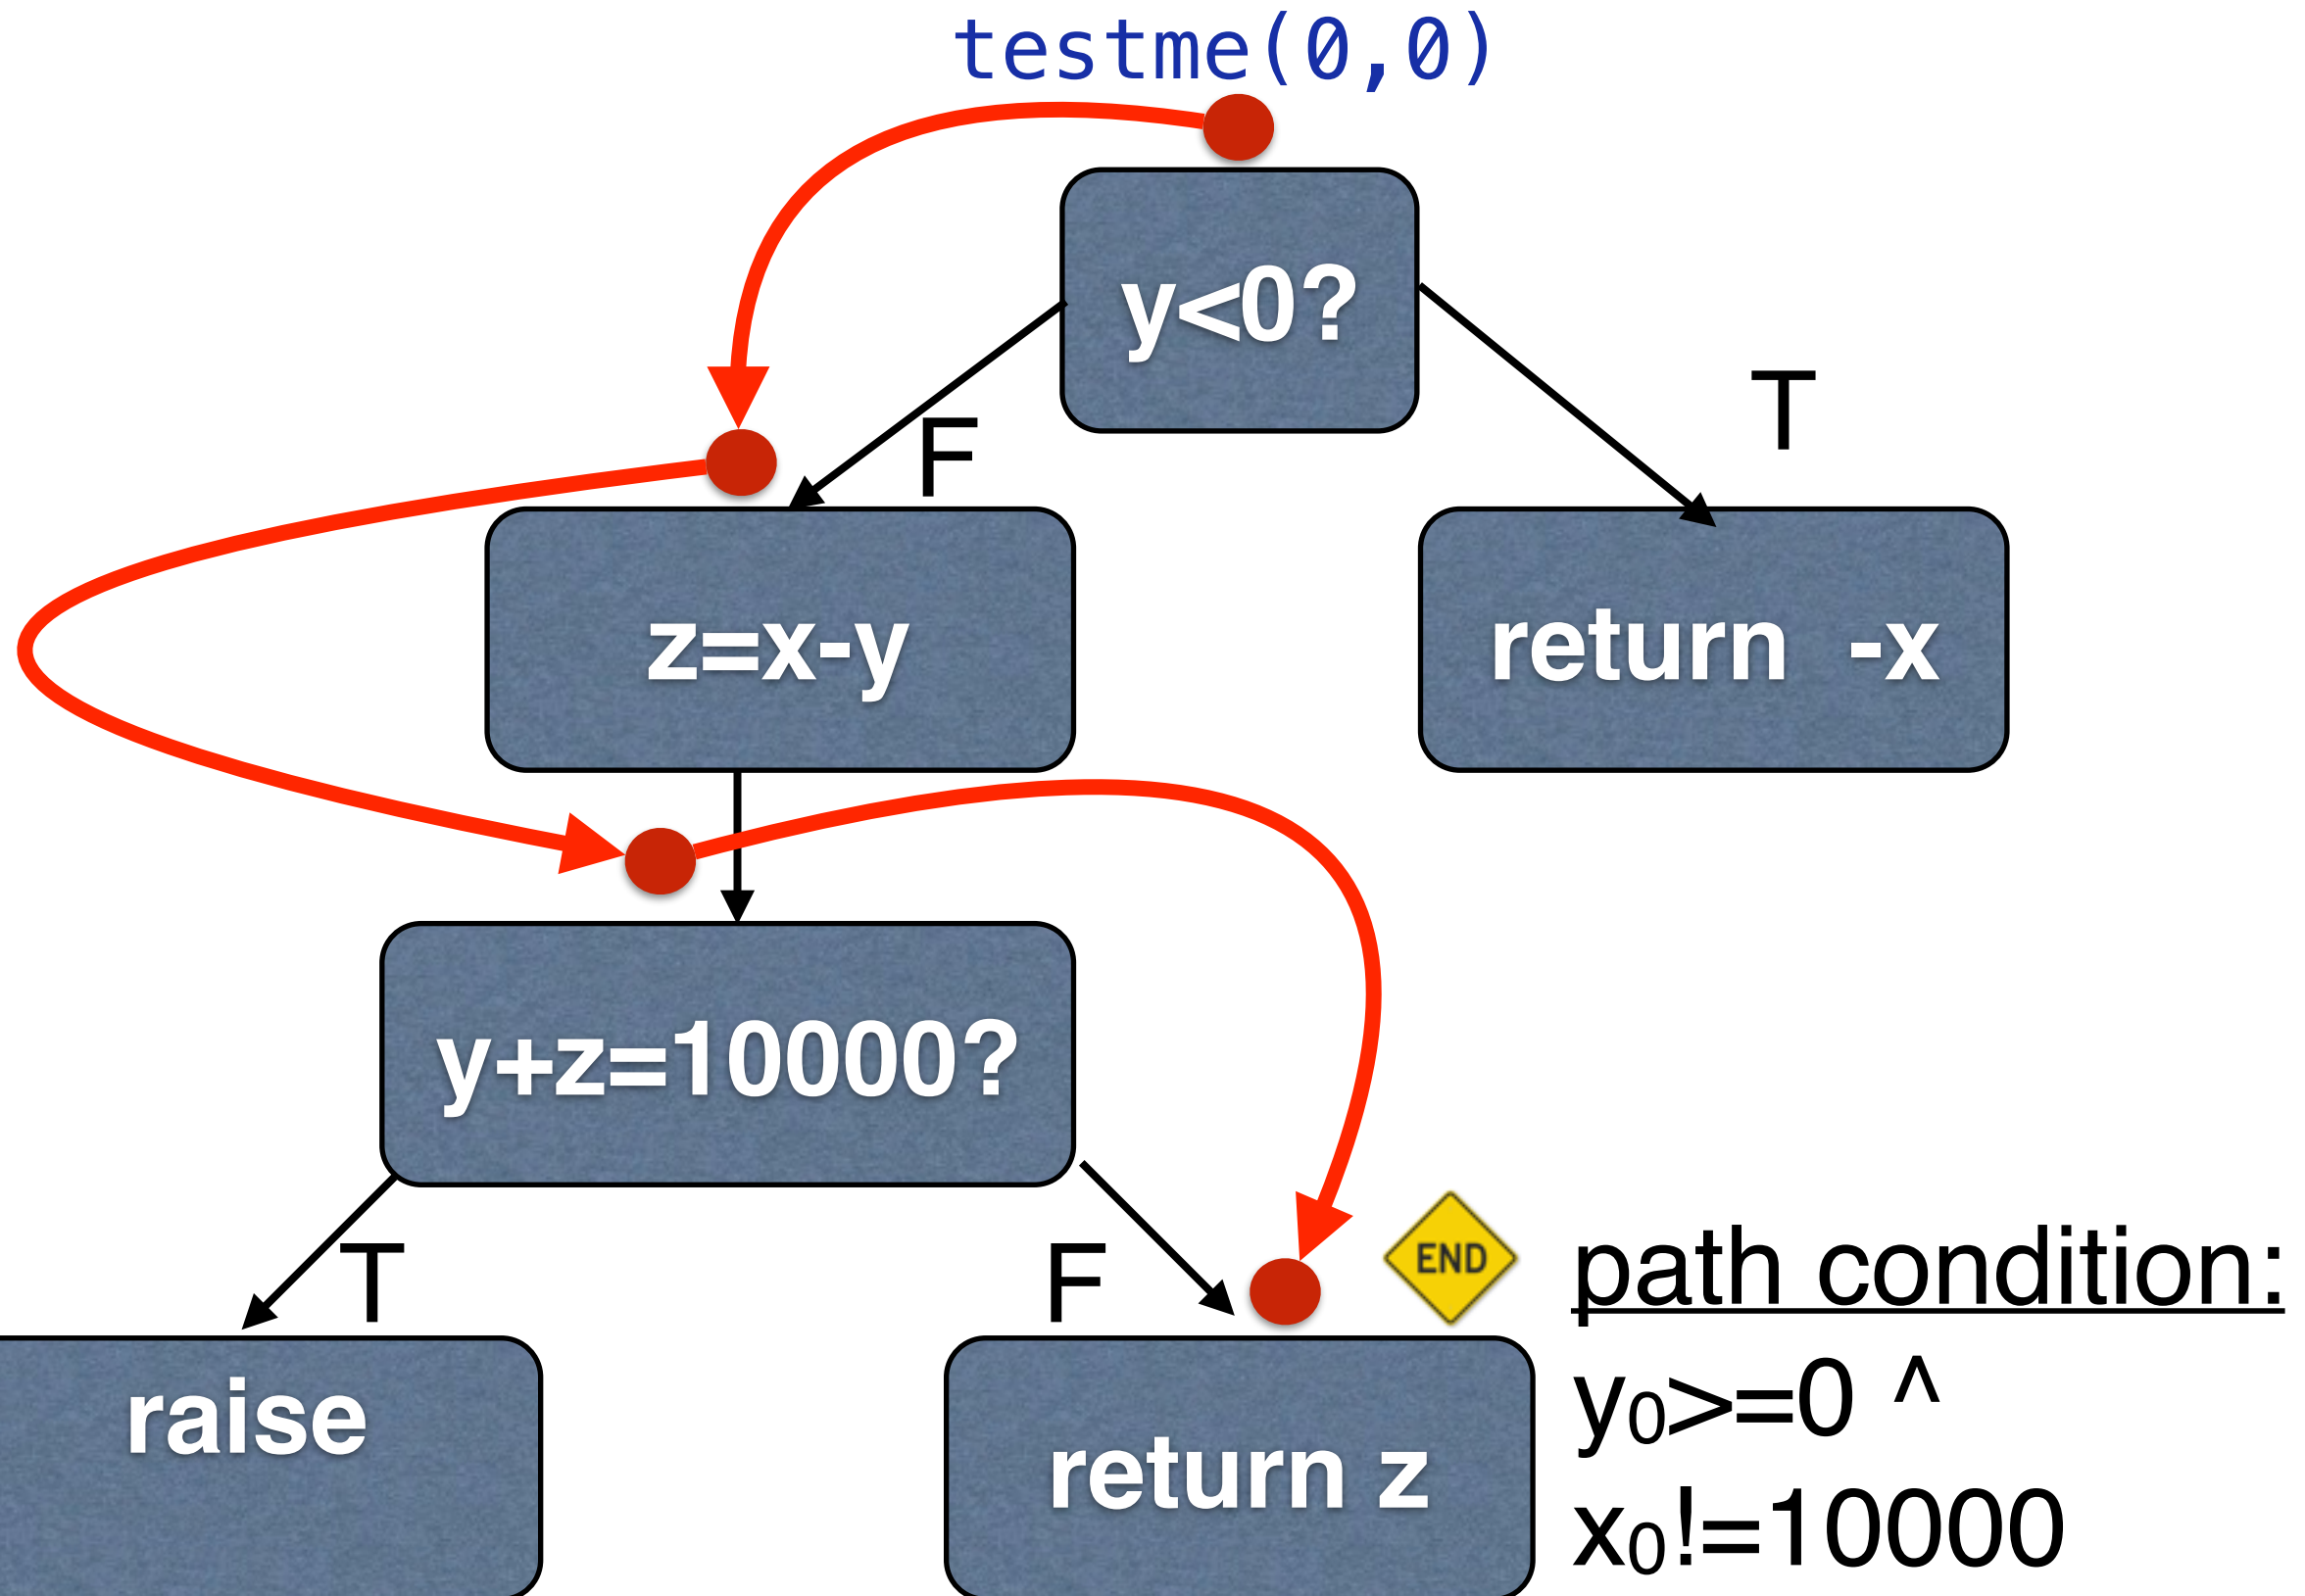 testme(0,0)
y<0?
F
T
z=x-y
return -x
y+z=10000?
T
F
END
raise
return z
path condition:
y₀>=0 ^
x₀!=10000